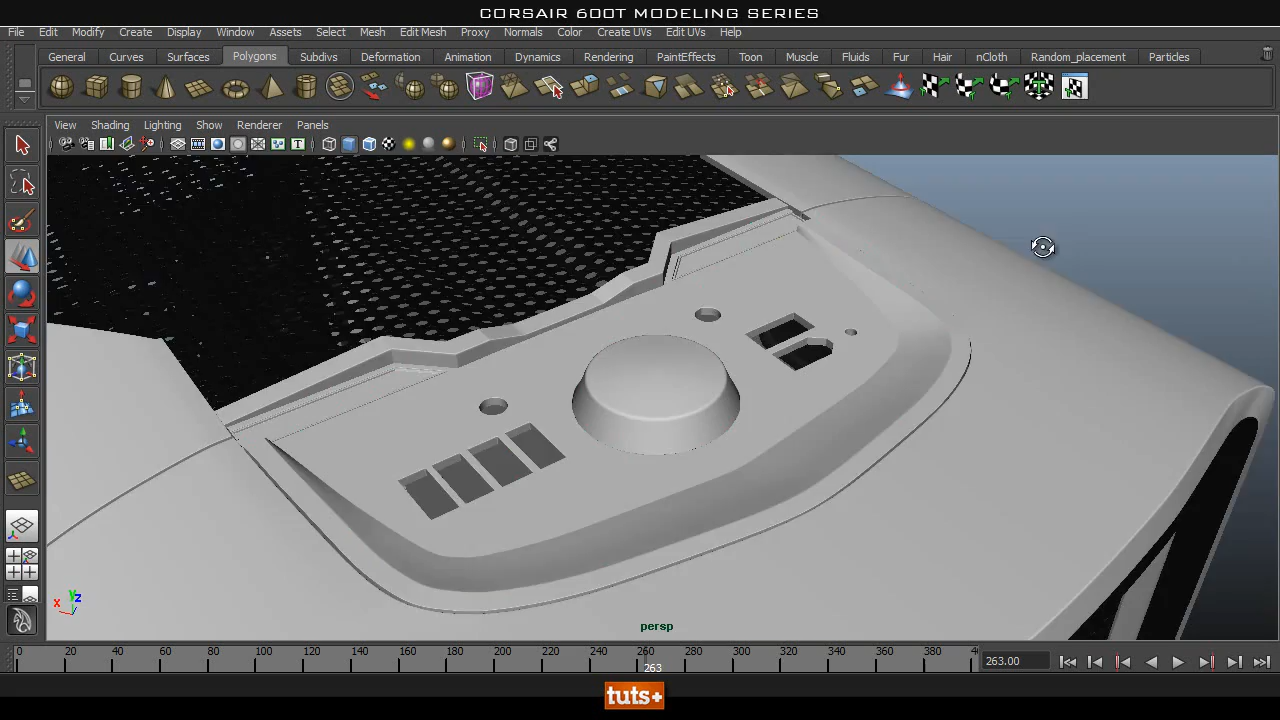 CORSAIR 600T MODELING SERIES
File Edit Modify Create Display Window Assets Select Mesh Edit Mesh Proxy Normals Color Create UVs Edit UVs Help
General Curves Surfaces Polygons Subdivs Deformation Animation Dynamics Rendering PaintEffects Toon Muscle Fluids Fur Hair nCloth Random_placement Particles
View Shading Lighting Show Renderer Panels
T
x y z
persp
0 20 40 60 80 100 120 140 160 180 200 220 240 260 280 300 320 340 360 380
263
263.00
tuts+